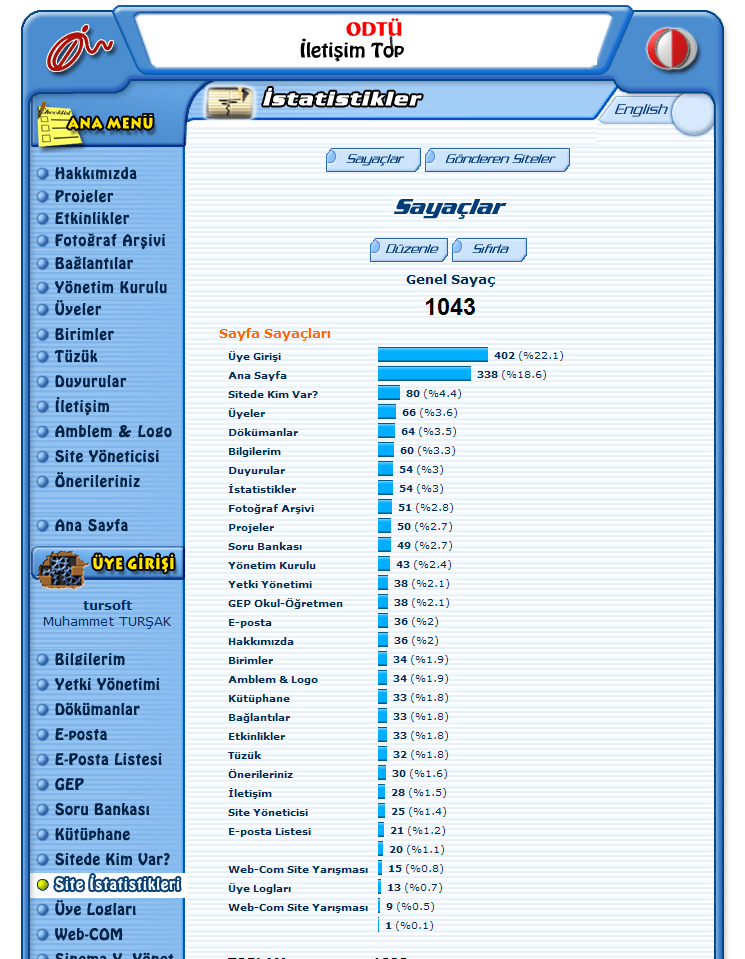 ODTÜ
İletişim Top
Checklist
ANA MENÜ
İstatistikler
English
Hakkımızda
Projeler
Etkinlikler
Fotoğraf Arşivi
Bağlantılar
Yönetim Kurulu
Üyeler
Birimler
Tüzük
Duyurular
İletişim
Amblem & Logo
Site Yöneticisi
Önerileriniz
Ana Sayfa
ÜYE GİRİŞİ
tursoft
Muhammet TURŞAK
Bilgilerim
Yetki Yönetimi
Dökümanlar
E-posta
E-Posta Listesi
GEP
Soru Bankası
Kütüphane
Sitede Kim Var?
Site İstatistikleri
Üye Logları
Web-COM
Sayaçlar Gönderen Siteler
Sayaçlar
Düzenle Sıfırla
Genel Sayaç
1043
Sayfa Sayaçları
Üye Girişi 402 (%22.1)
Ana Sayfa 338 (%18.6)
Sitede Kim Var? 80 (%4.4)
Üyeler 66 (%3.6)
Dökümanlar 64 (%3.5)
Bilgilerim 60 (%3.3)
Duyurular 54 (%3)
İstatistikler 54 (%3)
Fotoğraf Arşivi 51 (%2.8)
Projeler 50 (%2.7)
Soru Bankası 49 (%2.7)
Yönetim Kurulu 43 (%2.4)
Yetki Yönetimi 38 (%2.1)
GEP Okul-Öğretmen 38 (%2.1)
E-posta 36 (%2)
Hakkımızda 36 (%2)
Birimler 34 (%1.9)
Amblem & Logo 34 (%1.9)
Kütüphane 33 (%1.8)
Bağlantılar 33 (%1.8)
Etkinlikler 33 (%1.8)
Tüzük 32 (%1.8)
Önerileriniz 30 (%1.6)
İletişim 28 (%1.5)
Site Yöneticisi 25 (%1.4)
E-posta Listesi 21 (%1.2)
20 (%1.1)
Web-Com Site Yarışması 15 (%0.8)
Üye Logları 13 (%0.7)
Web-Com Site Yarışması 9 (%0.5)
1 (%0.1)